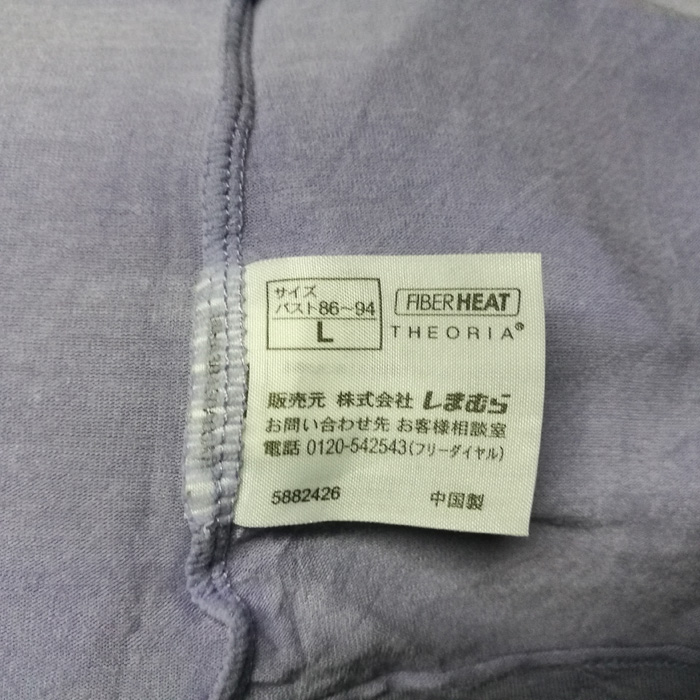 サイズ
バスト86~94
L
FIBERHEAT
THEORIA®
販売元 株式会社 しまむら
お問い合わせ先 お客様相談室
電話 0120-542543(フリーダイヤル)
5882426 中国製